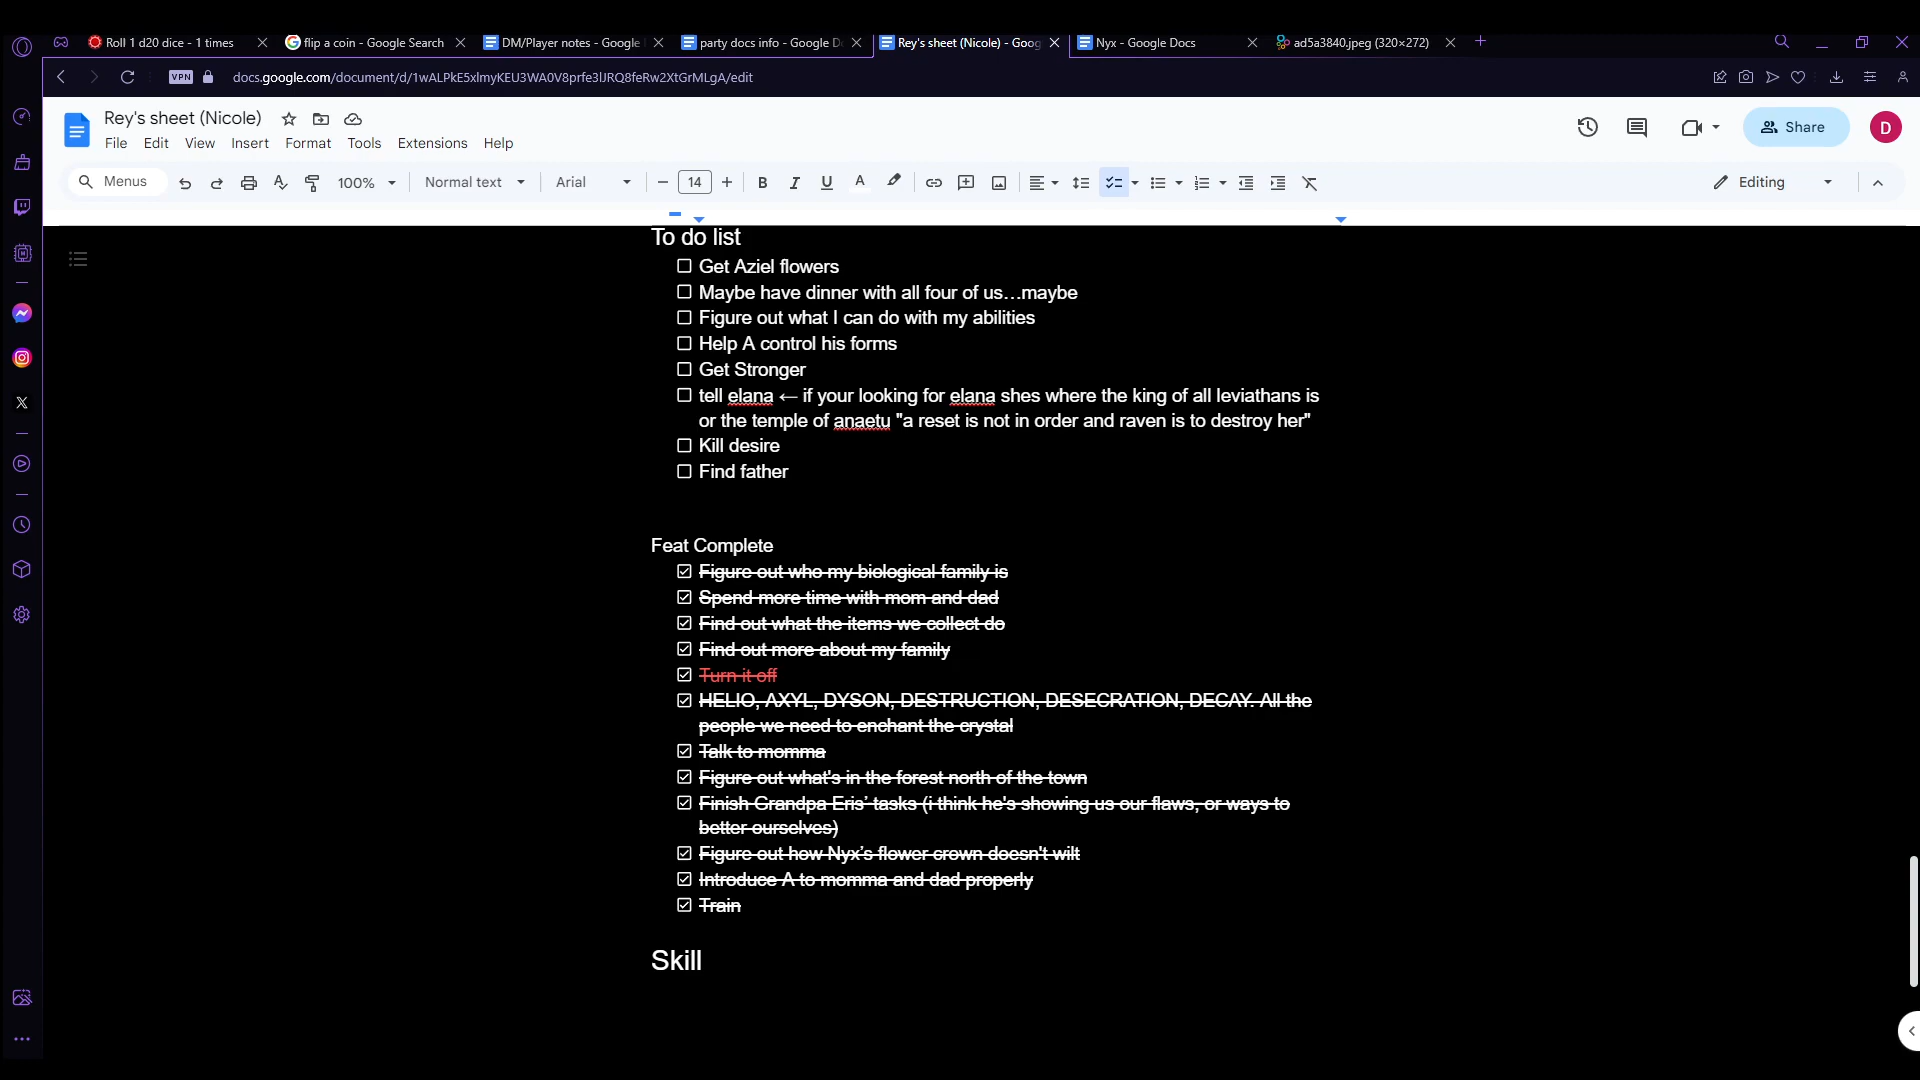 Roll 1 d20 dice - 1 times
flip a coin - Google Search
DM/Player notes - Google
party docs info - Google D
Rey's sheet (Nicole) - Goog
Nyx - Google Docs
ad5a3840.jpeg (320×272)
VPN
docs.google.com/document/d/1wALPkE5xlmyKEU3WA0V8prfe3lJRQ8feRw2XtGrMLgA/edit
Rey's sheet (Nicole)
File Edit View Insert Format Tools Extensions Help
Share
D
Menus
100%
Normal text
Arial
14
B I U A
Editing
To do list
Get Aziel flowers
Maybe have dinner with all four of us…maybe
Figure out what I can do with my abilities
Help A control his forms
Get Stronger
tell elana ← if your looking for elana shes where the king of all leviathans is
or the temple of anaetu "a reset is not in order and raven is to destroy her"
Kill desire
Find father
Feat Complete
Figure out who my biological family is
Spend more time with mom and dad
Find out what the items we collect do
Find out more about my family
Turn it off
HELIO, AXYL, DYSON, DESTRUCTION, DESECRATION, DECAY. All the
people we need to enchant the crystal
Talk to momma
Figure out what's in the forest north of the town
Finish Grandpa Eris’ tasks (i think he's showing us our flaws, or ways to
better ourselves)
Figure out how Nyx’s flower crown doesn't wilt
Introduce A to momma and dad properly
Train
Skill